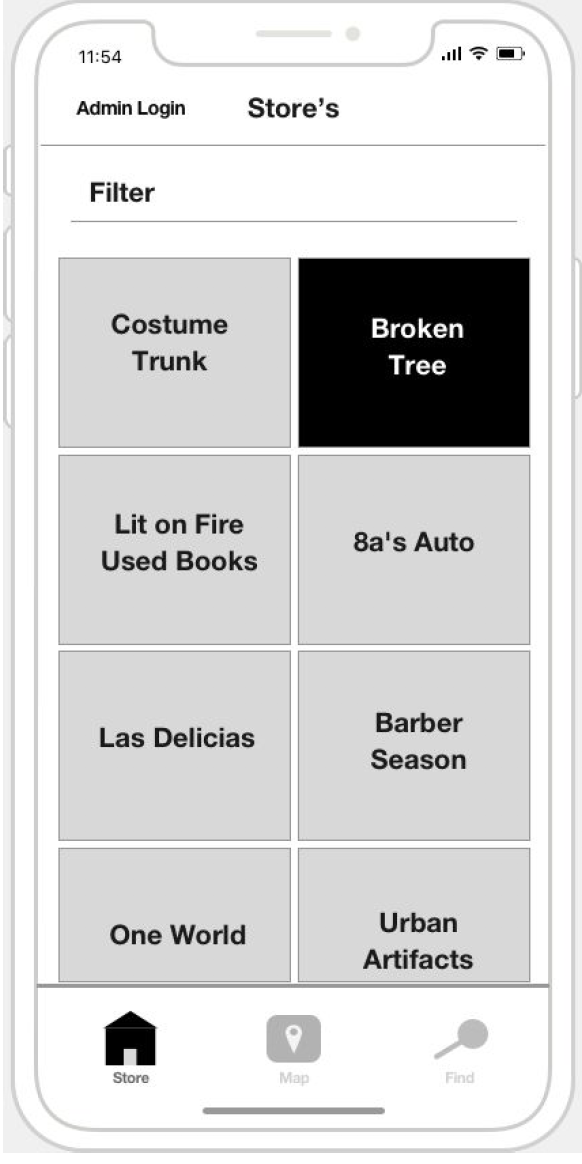 11:54
Admin Login Store’s
Filter
Costume
Trunk
Broken
Tree
Lit on Fire
Used Books
8a's Auto
Las Delicias
Barber
Season
One World
Urban
Artifacts
Store Map Find